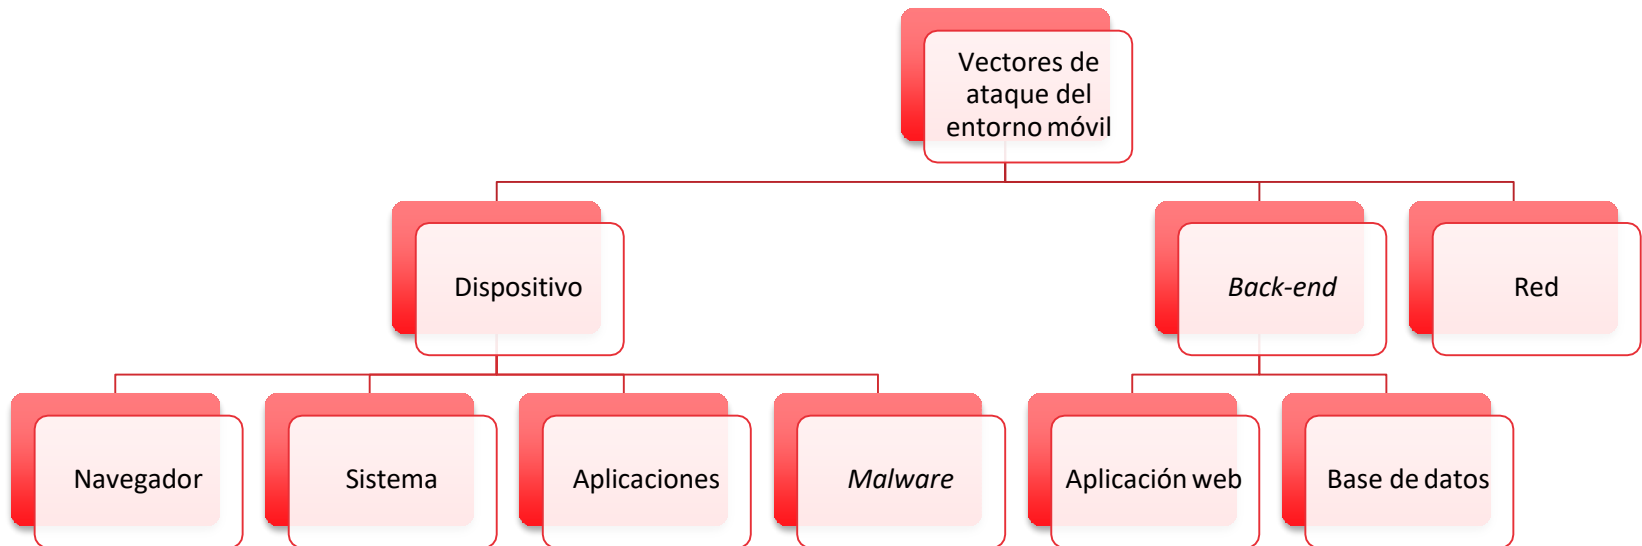 Vectores de
ataque del
entorno móvil
Dispositivo
Back-end
Red
Navegador
Sistema
Aplicaciones
Malware
Aplicación web
Base de datos